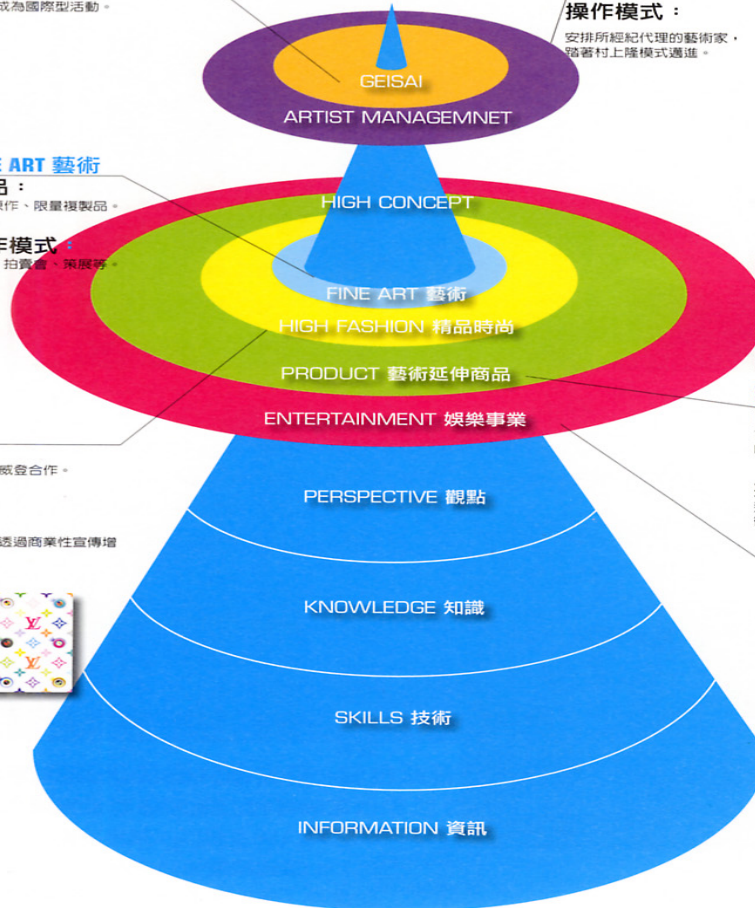 成為國際型活動。
操作模式：
安排所經紀代理的藝術家，
踏著村上隆模式邁進。
GEISAI
ARTIST MANAGEMNET
ART 藝術
品：
原作、限量複製品。
作模式：
拍賣會、策展等。
HIGH CONCEPT
FINE ART 藝術
HIGH FASHION 精品時尚
PRODUCT 藝術延伸商品
ENTERTAINMENT 娛樂事業
威登合作。
透過商業性宣傳增
PERSPECTIVE 觀點
KNOWLEDGE 知識
SKILLS 技術
INFORMATION 資訊